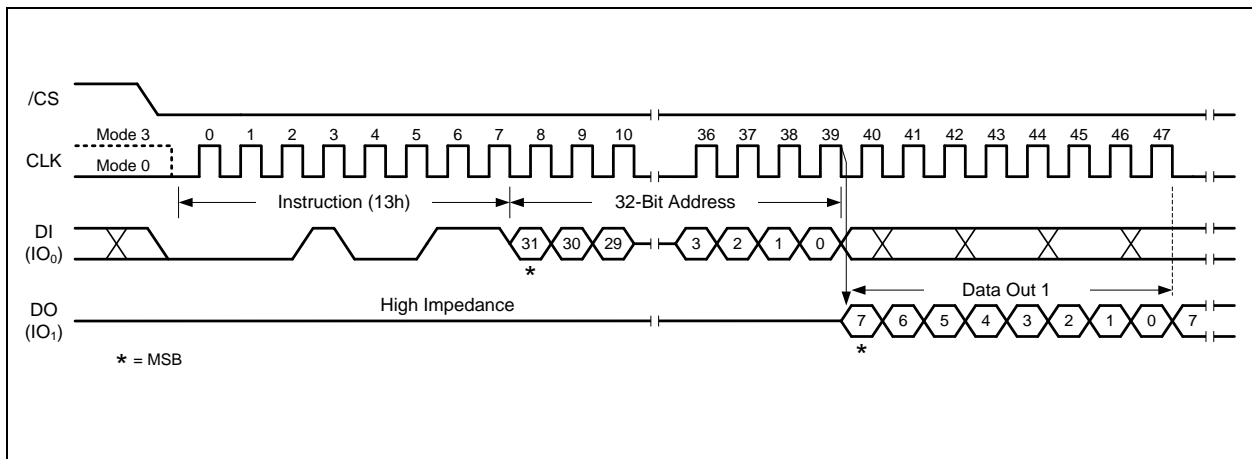 /CS
Mode 3 0 1 2 3 4 5 6 7 8 9 10 36 37 38 39 40 41 42 43 44 45 46 47
CLK Mode 0
Instruction (13h) 32-Bit Address
DI
(IO₀) 31 30 29 3 2 1 0
*
High Impedance Data Out 1
DO
(IO₁) 7 6 5 4 3 2 1 0 7
*
* = MSB